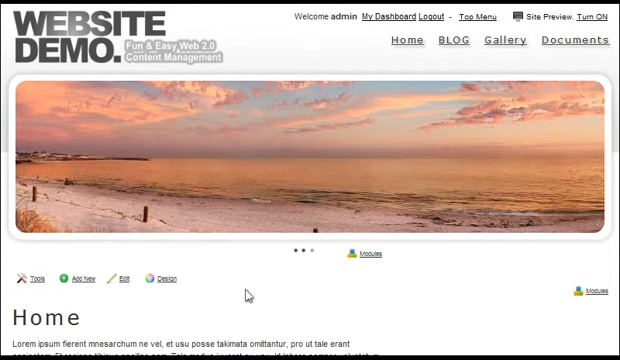 WEBSITE
DEMO.
Fun & Easy Web 2.0
Content Management
Welcome admin My Dashboard Logout - Top Menu Site Preview. Turn ON
Home BLOG Gallery Documents
Modules
Tools Add New Edit Design
Modules
Home
Lorem ipsum fierent mnesarchum ne vel, et usu posse takimata omittantur, pro ut tale erant